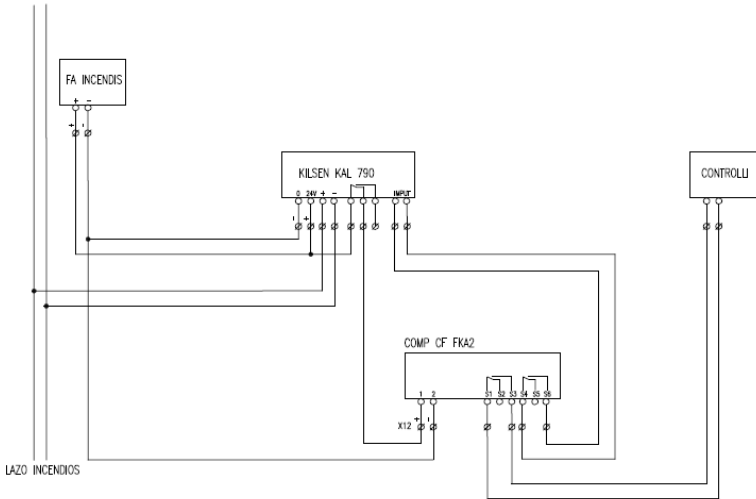 FA INCENDIS
+ -
+ -
KILSEN KAL 790
CONTROLLI
0 24V + - IMPUT
- +
COMP CF FKA2
1 2 S1 S2 S3 S4 S5 S6
+ -
X12
LAZO INCENDIOS